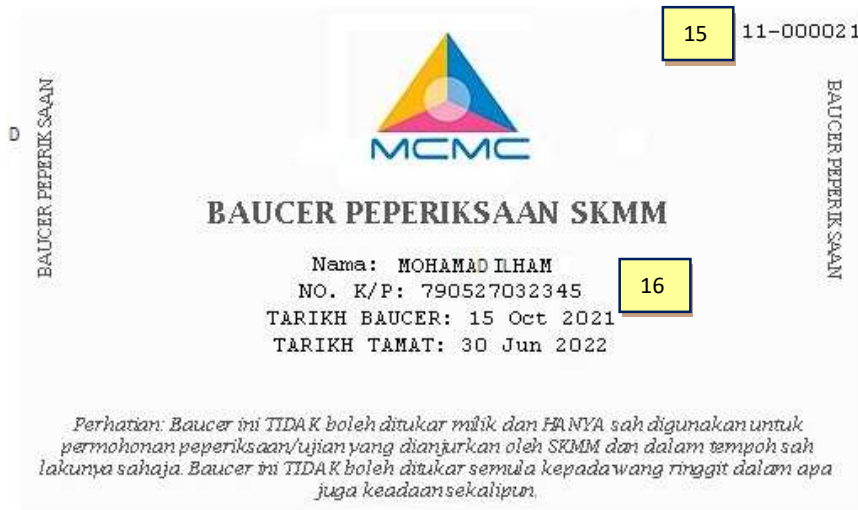 15 11-000021
D
BAUCER PEPERIKSAAN
BAUCER PEPERIKSAAN
MCMC
BAUCER PEPERIKSAAN SKMM
Nama: MOHAMAD ILHAM
NO. K/P: 790527032345
16
TARIKH BAUCER: 15 Oct 2021
TARIKH TAMAT: 30 Jun 2022
Perhatian: Baucer ini TIDAK boleh ditukar milik dan HANYA sah digunakan untuk
permohonan peperiksaan/ujian yang dianjurkan oleh SKMM dan dalam tempoh sah
lakunya sahaja. Baucer ini TIDAK boleh ditukar semula kepada wang ringgit dalam apa
juga keadaan sekalipun.